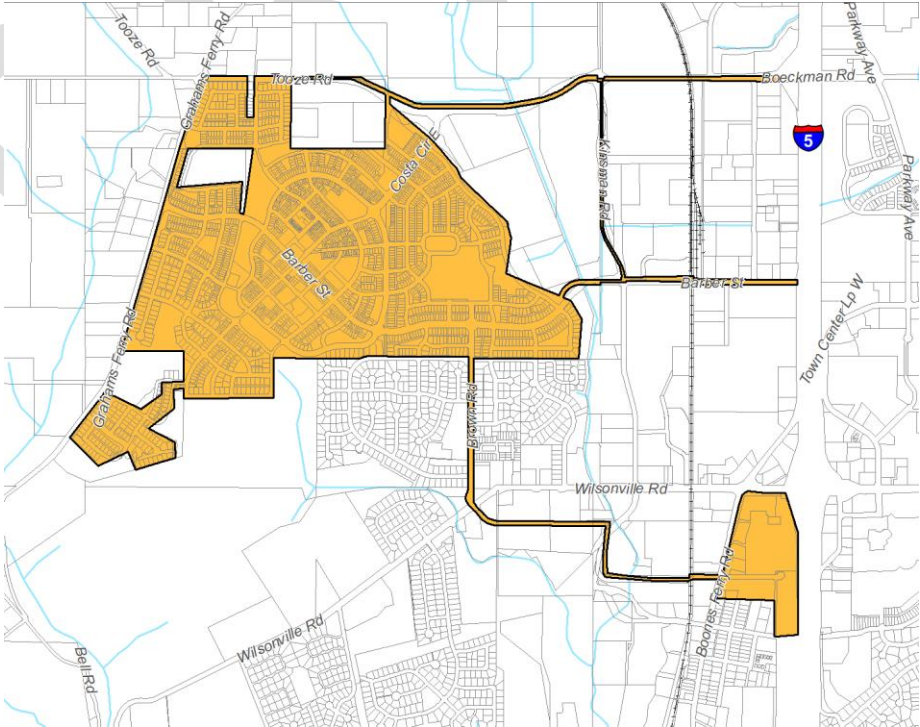 Tooze Rd
Grahams Ferry Rd
Parkway Ave
Tooze Rd
Boeckman Rd
5
Costa Cir E
Kinsman Rd
Parkway Ave
Barber St
Barber St
Town Center Lp W
Grahams Ferry Rd
Brown Rd
Wilsonville Rd
Boones Ferry Rd
Wilsonville Rd
Bell Rd